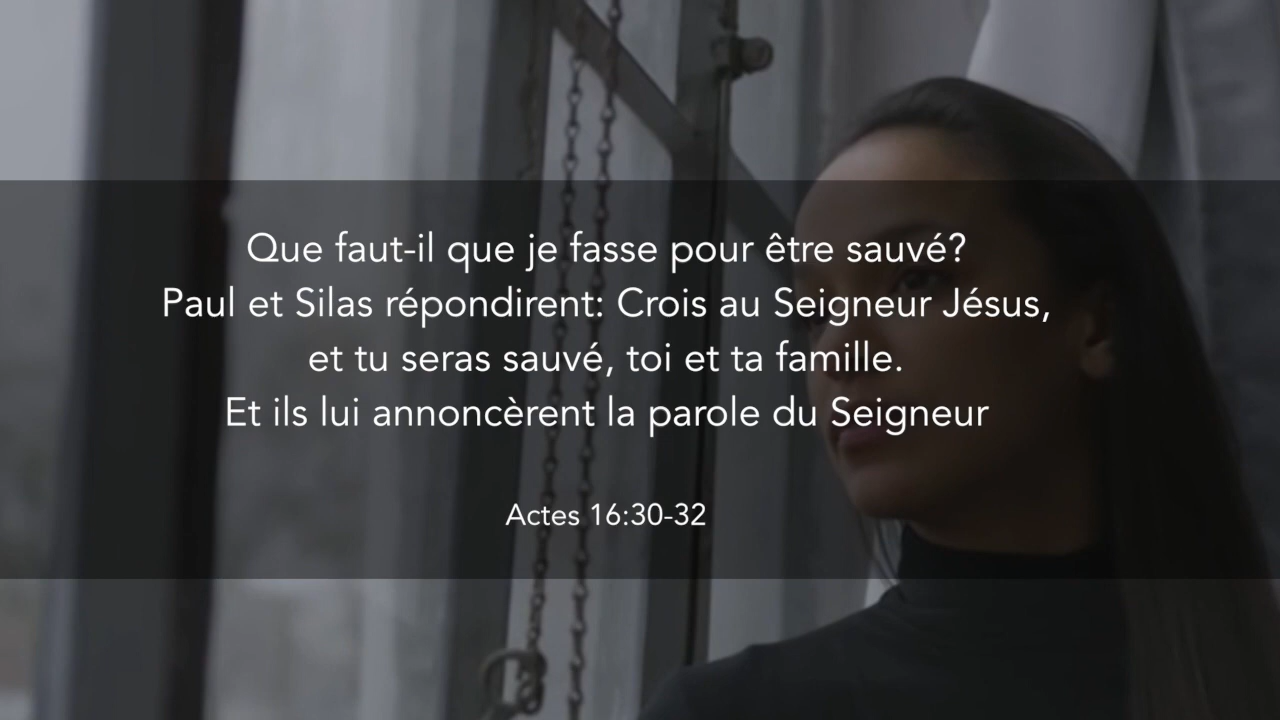 Que faut-il que je fasse pour être sauvé?
Paul et Silas répondirent: Crois au Seigneur Jésus,
et tu seras sauvé, toi et ta famille.
Et ils lui annoncèrent la parole du Seigneur
Actes 16:30-32